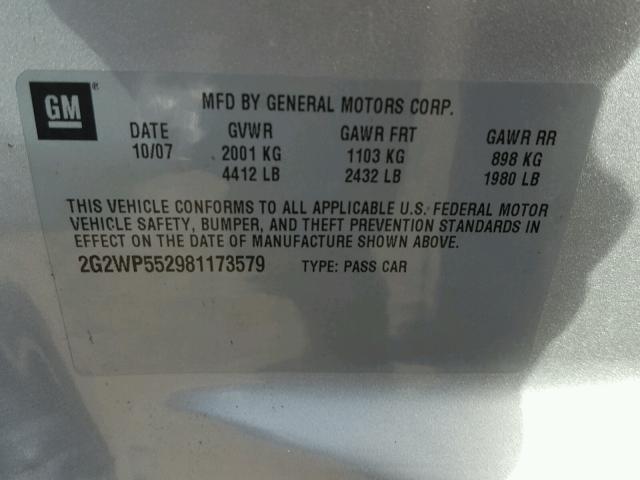 GM®
MFD BY GENERAL MOTORS CORP.
DATE GVWR GAWR FRT GAWR RR
10/07 2001 KG 1103 KG 898 KG
4412 LB 2432 LB 1980 LB
THIS VEHICLE CONFORMS TO ALL APPLICABLE U.S. FEDERAL MOTOR
VEHICLE SAFETY, BUMPER, AND THEFT PREVENTION STANDARDS IN
EFFECT ON THE DATE OF MANUFACTURE SHOWN ABOVE.
2G2WP552981173579 TYPE: PASS CAR